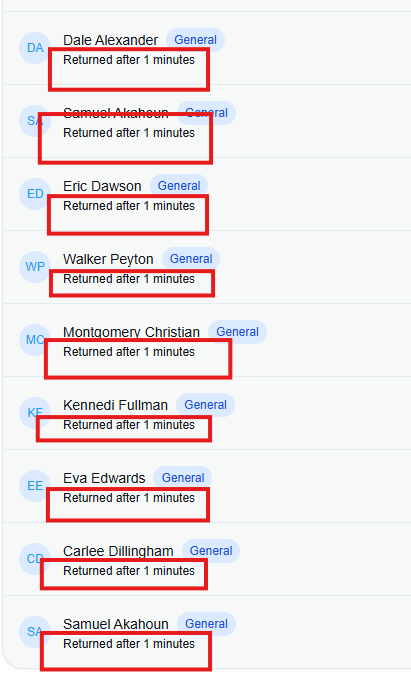 DA Dale Alexander General
Returned after 1 minutes
SA Samuel Akahoun General
Returned after 1 minutes
ED Eric Dawson General
Returned after 1 minutes
WP Walker Peyton General
Returned after 1 minutes
MC Montgomery Christian General
Returned after 1 minutes
KF Kennedi Fullman General
Returned after 1 minutes
EE Eva Edwards General
Returned after 1 minutes
CD Carlee Dillingham General
Returned after 1 minutes
SA Samuel Akahoun General
Returned after 1 minutes